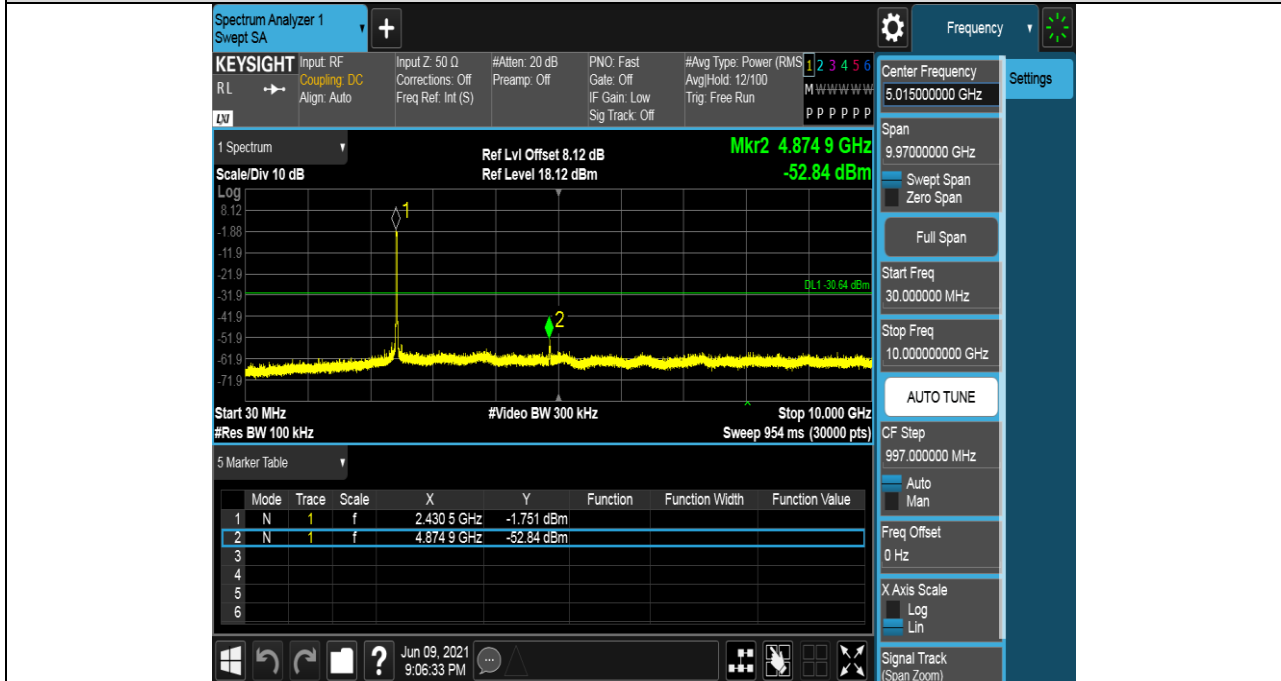 Spectrum Analyzer 1
Swept SA
Frequency
KEYSIGHT
RL
LXI
Input: RF
Coupling: DC
Align: Auto
Input Z: 50 Ω
Corrections: Off
Freq Ref: Int (S)
#Atten: 20 dB
Preamp: Off
PNO: Fast
Gate: Off
IF Gain: Low
Sig Track: Off
#Avg Type: Power (RMS
Avg|Hold: 12/100
Trig: Free Run
1 2 3 4 5 6
M W W W W W
P P P P P P
1 Spectrum
Scale/Div 10 dB
Ref Lvl Offset 8.12 dB
Ref Level 18.12 dBm
Mkr2 4.874 9 GHz
-52.84 dBm
Log
8.12
-1.88
-11.9
-21.9
-31.9
-41.9
-51.9
-61.9
-71.9
1
2
DL1 -30.64 dBm
Start 30 MHz
#Res BW 100 kHz
#Video BW 300 kHz
Stop 10.000 GHz
Sweep 954 ms (30000 pts)
5 Marker Table
Mode Trace Scale X Y Function Function Width Function Value
1 N 1 f 2.430 5 GHz -1.751 dBm
2 N 1 f 4.874 9 GHz -52.84 dBm
3
4
5
6
Jun 09, 2021
9:06:33 PM
Center Frequency
5.015000000 GHz
Span
9.97000000 GHz
Swept Span
Zero Span
Full Span
Start Freq
30.000000 MHz
Stop Freq
10.000000000 GHz
AUTO TUNE
CF Step
997.000000 MHz
Auto
Man
Freq Offset
0 Hz
X Axis Scale
Log
Lin
Signal Track
(Span Zoom)
Settings